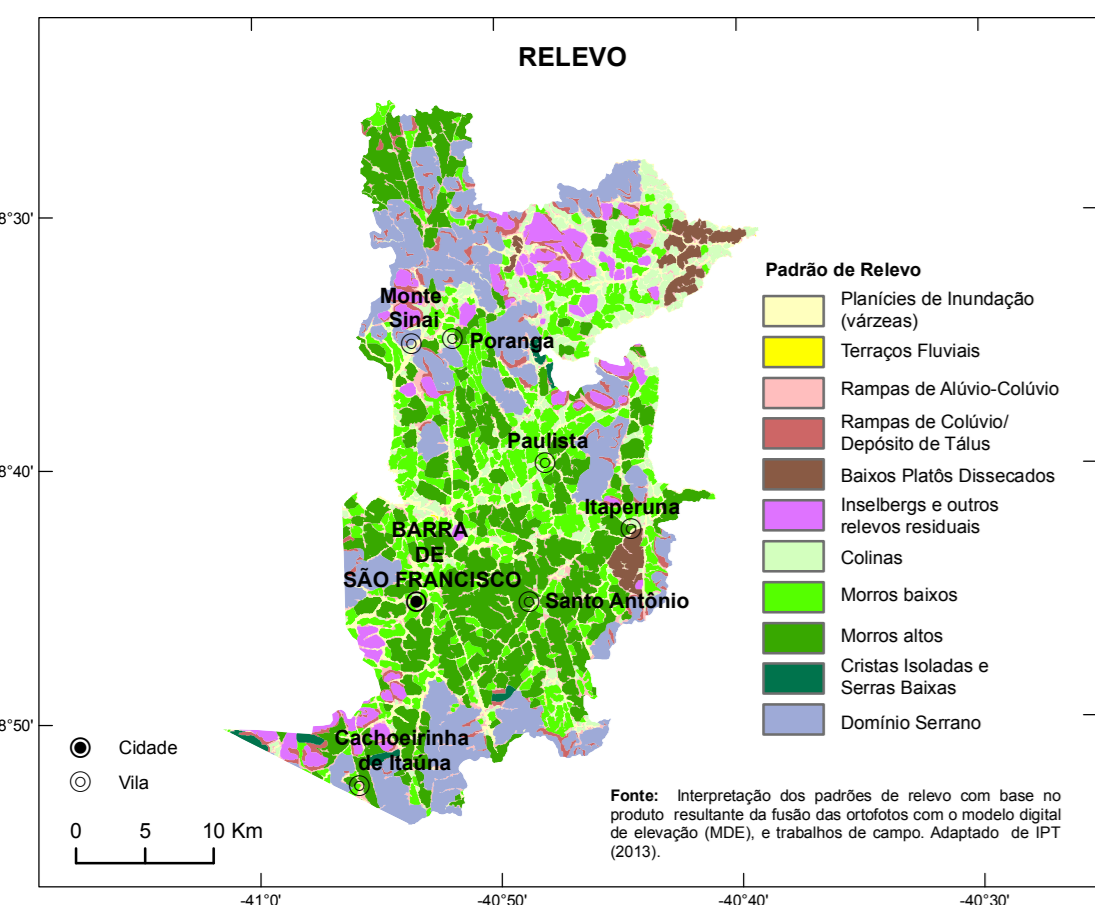 RELEVO
8°30'
8°40'
8°50'
Monte
Sinai
Poranga
Paulista
Itaperuna
BARRA
DE
SÃO FRANCISCO
Santo Antônio
Cachoeirinha
de Itaúna
Padrão de Relevo
Planícies de Inundação
(várzeas)
Terraços Fluviais
Rampas de Alúvio-Colúvio
Rampas de Colúvio/
Depósito de Tálus
Baixos Platôs Dissecados
Inselbergs e outros
relevos residuais
Colinas
Morros baixos
Morros altos
Cristas Isoladas e
Serras Baixas
Domínio Serrano
Cidade
Vila
0 5 10 Km
Fonte: Interpretação dos padrões de relevo com base no
produto resultante da fusão das ortofotos com o modelo digital
de elevação (MDE), e trabalhos de campo. Adaptado de IPT
(2013).
-41°0' -40°50' -40°40' -40°30'